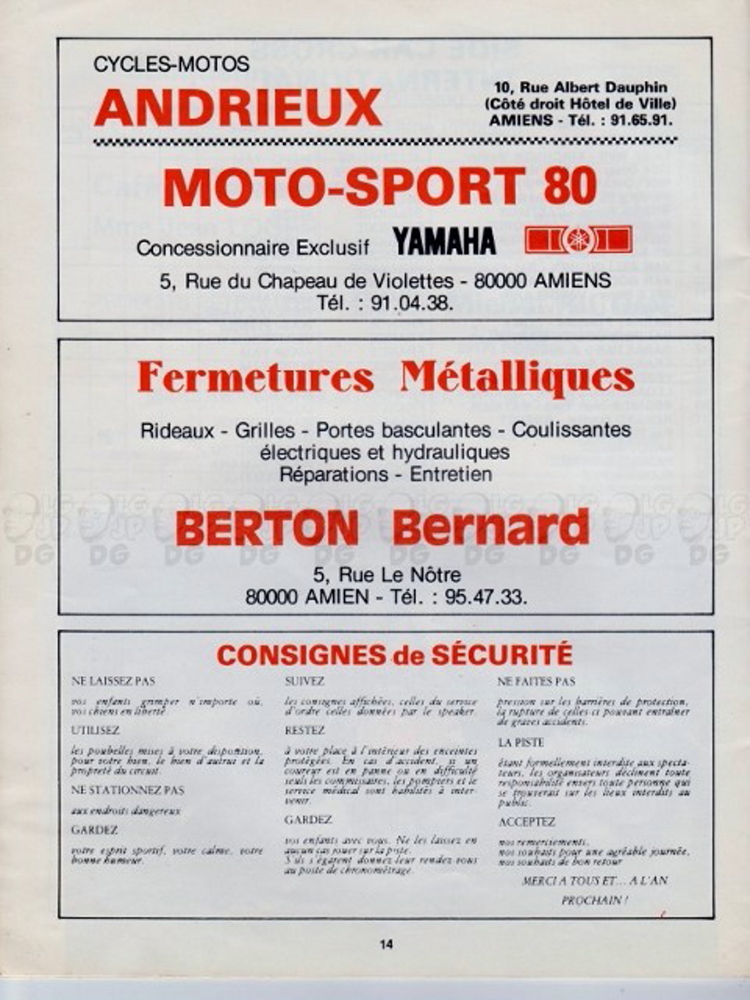 CYCLES-MOTOS
ANDRIEUX
10, Rue Albert Dauphin
(Côté droit Hôtel de Ville)
AMIENS - Tél. : 91.65.91.
MOTO-SPORT 80
Concessionnaire Exclusif YAMAHA
5, Rue du Chapeau de Violettes - 80000 AMIENS
Tél. : 91.04.38.
Fermetures Métalliques
Rideaux - Grilles - Portes basculantes - Coulissantes
électriques et hydrauliques
Réparations - Entretien
BERTON Bernard
5, Rue Le Nôtre
80000 AMIEN - Tél. : 95.47.33.
CONSIGNES de SÉCURITÉ
NE LAISSEZ PAS
vos enfants grimper n'importe où,
vos chiens en liberté.
UTILISEZ
les poubelles mises à votre disposition,
pour votre bien, le bien d'autrui et la
propreté du circuit.
NE STATIONNEZ PAS
aux endroits dangereux
GARDEZ
votre esprit sportif, votre calme, votre
bonne humeur.
SUIVEZ
les consignes affichées, celles du service
d'ordre celles données par le speaker.
RESTEZ
à votre place à l'intérieur des enceintes
protégées. En cas d'accident, si un
coureur est en panne ou en difficulté
seuls les commissaires, les pompiers et le
service médical sont habilités à inter-
venir.
GARDEZ
vos enfants avec vous. Ne les laissez en
aucun cas jouer sur la piste.
S'ils s'égarent donnez leur rendez-vous
au poste de chronométrage.
NE FAITES PAS
pression sur les barrières de protection,
la rupture de celles-ci pouvant entraîner
de graves accidents.
LA PISTE
étant formellement interdite aux specta-
teurs, les organisateurs déclinent toute
responsabilité envers toute personne qui
se trouverait sur les lieux interdits au
public.
ACCEPTEZ
nos remerciements,
nos souhaits pour une agréable journée,
nos souhaits de bon retour
MERCI A TOUS ET... A L'AN
PROCHAIN !
14